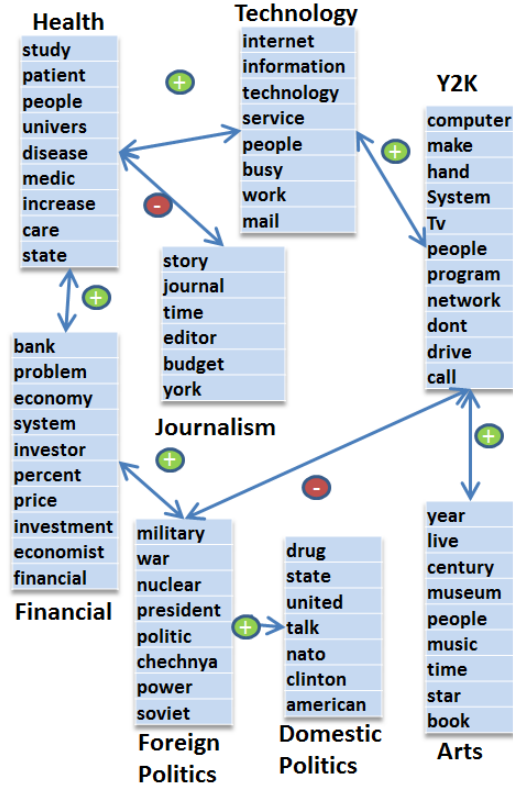 Health
study
patient
people
univers
disease
medic
increase
care
state
+
Technology
internet
information
technology
service
people
busy
work
mail
+
Y2K
computer
make
hand
System
Tv
people
program
network
dont
drive
call
-
story
journal
time
editor
budget
york
Journalism
+
bank
problem
economy
system
investor
percent
price
investment
economist
financial
Financial
+
-
+
military
war
nuclear
president
politic
chechnya
power
soviet
Foreign
Politics
+
drug
state
united
talk
nato
clinton
american
Domestic
Politics
year
live
century
museum
people
music
time
star
book
Arts